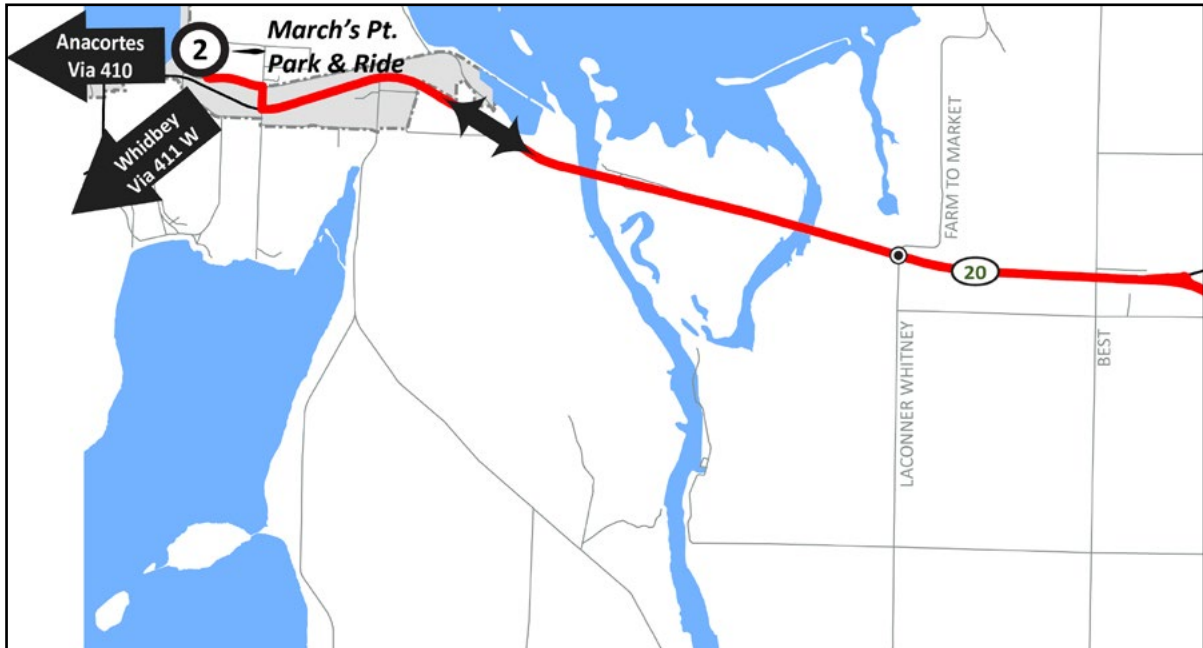 Anacortes
Via 410
2
March's Pt.
Park & Ride
Whidbey
Via 411 W
FARM TO MARKET
20
LACONNER WHITNEY
BEST